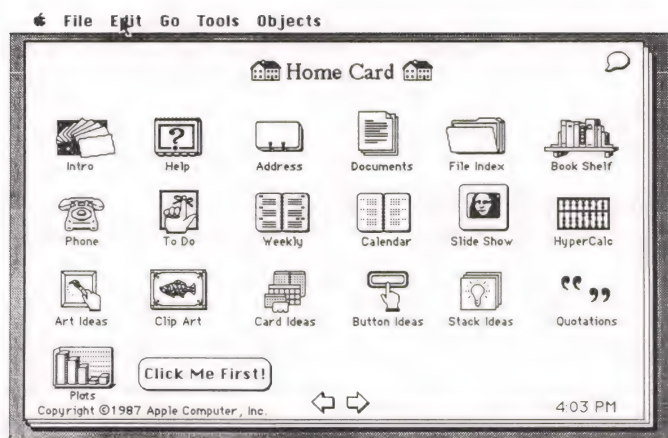 File Edit Go Tools Objects
Home Card
Intro Help Address Documents File Index Book Shelf
Phone To Do Weekly Calendar Slide Show HyperCalc
Art Ideas Clip Art Card Ideas Button Ideas Stack Ideas Quotations
Plots
Click Me First!
Copyright ©1987 Apple Computer, Inc. 4:03 PM